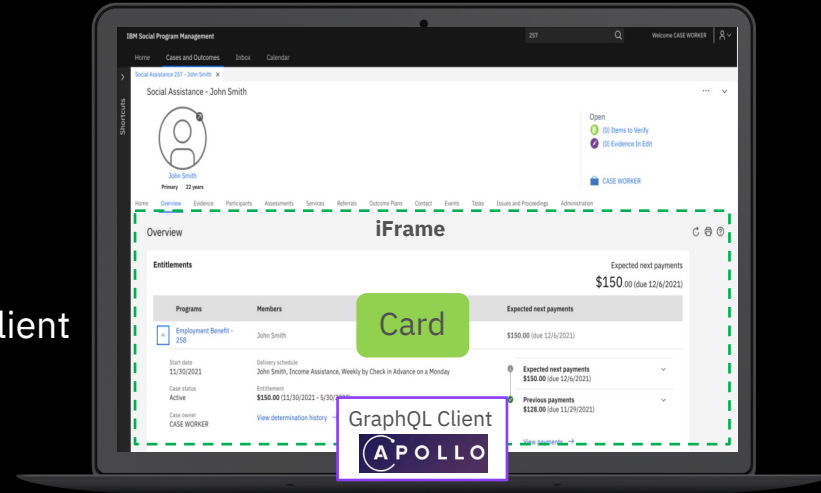 IBM Social Program Management
257
Welcome CASE WORKER
Home Cases and Outcomes Inbox Calendar
Social Assistance 257 - John Smith X
Social Assistance - John Smith
Shortcuts
Open
(0) Items to Verify
(0) Evidence In Edit
John Smith
Primary 22 years
CASE WORKER
Home Overview Evidence Participants Assessments Services Referrals Outcome Plans Contact Events Tasks Issues and Proceedings Administration
iFrame
Overview
Entitlements
Expected next payments
$150.00 (due 12/6/2021)
Programs Members Expected next payments
Card
lient
Employment Benefit - 258
John Smith
$150.00 (due 12/6/2021)
Start date
11/30/2021
Delivery schedule
John Smith, Income Assistance, Weekly by Check in Advance on a Monday
Expected next payments
$150.00 (due 12/6/2021)
Case status
Active
Entitlement
$150.00 (11/30/2021 - 5/30/
Previous payments
$128.00 (due 11/29/2021)
Case owner
CASE WORKER
View determination history →
GraphQL Client
APOLLO
View payments →